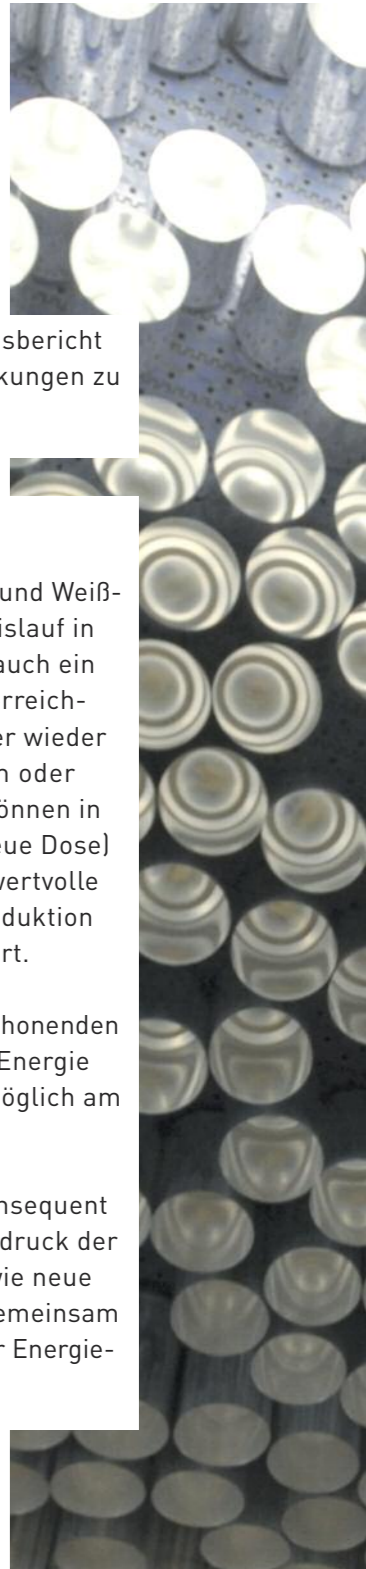 sbericht
kungen zu
und Weiß-
islauf in
auch ein
rreich-
er wieder
n oder
önnen in
eue Dose)
wertvolle
duktion
rt.
honenden
Energie
öglich am
nsequent
druck der
wie neue
emeinsam
r Energie-